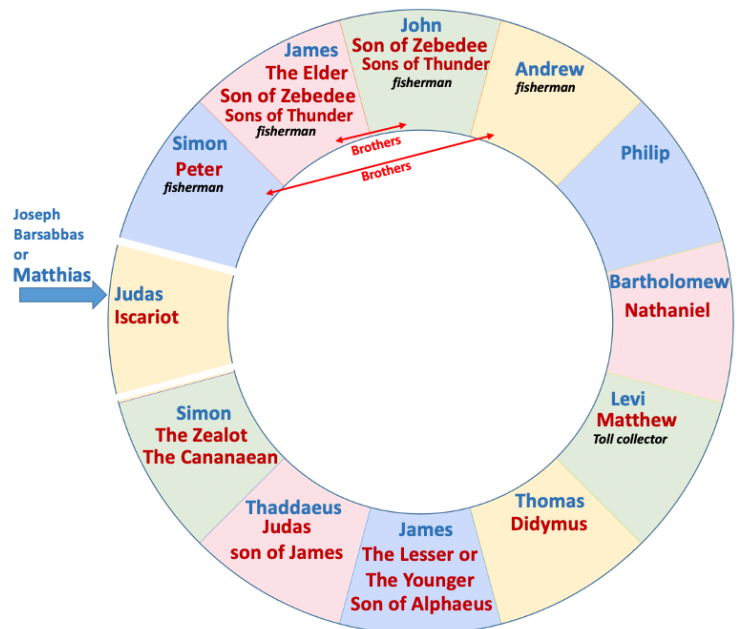 John
Son of Zebedee
Sons of Thunder
fisherman
Andrew
fisherman
Philip
Bartholomew
Nathaniel
Levi
Matthew
Toll collector
Thomas
Didymus
James
The Lesser or
The Younger
Son of Alphaeus
Thaddaeus
Judas
son of James
Simon
The Zealot
The Cananaean
Judas
Iscariot
Joseph
Barsabbas
or
Matthias
Simon
Peter
fisherman
James
The Elder
Son of Zebedee
Sons of Thunder
fisherman
Brothers
Brothers